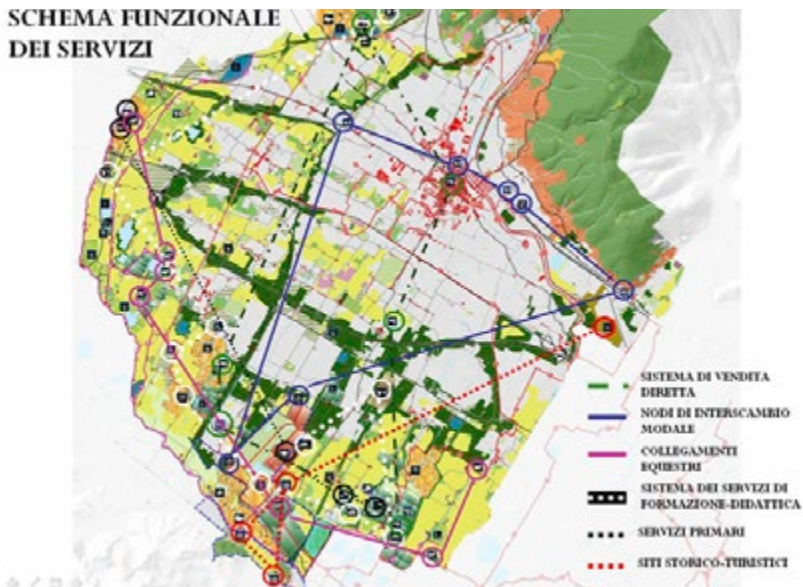 SCHEMA FUNZIONALE
DEI SERVIZI
SISTEMA DI VENDITA
DIRETTA
NODI DI INTERSCAMBIO
MODALE
COLLEGAMENTI
EQUESTRI
SISTEMA DEI SERVIZI DI
FORMAZIONE-DIDATTICA
SERVIZI PRIMARI
SITI STORICO-TURISTICI